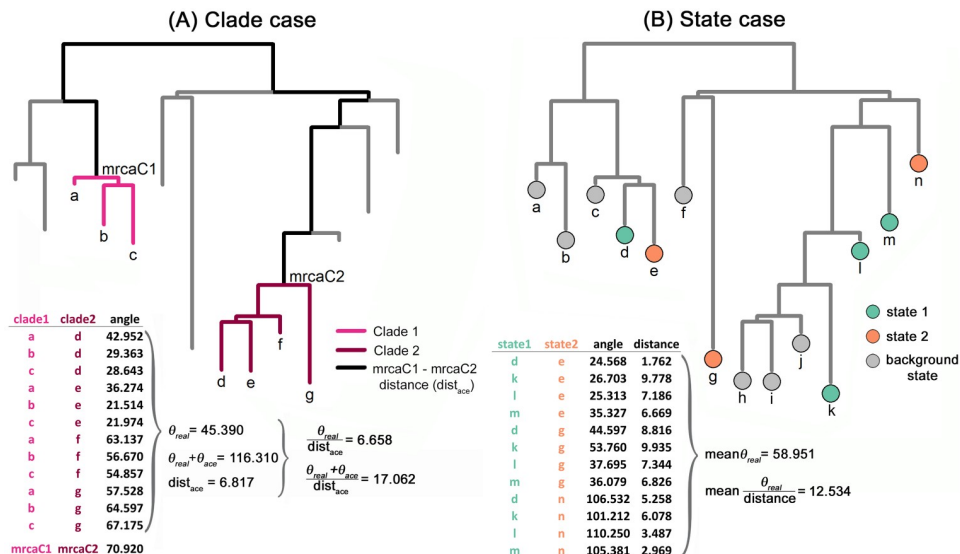 (A) Clade case
mrcaC1
a
b
c
mrcaC2
d
e
f
g
Clade 1
Clade 2
mrcaC1 - mrcaC2
distance (dist_ace)
clade1 clade2 angle
a d 42.952
b d 29.363
c d 28.643
a e 36.274
b e 21.514
c e 21.974
a f 63.137
b f 56.670
c f 54.857
a g 57.528
b g 64.597
c g 67.175
mrcaC1 mrcaC2 70.920
θ_real = 45.390
θ_real+θ_ace = 116.310
dist_ace = 6.817
θ_real / dist_ace = 6.658
θ_real+θ_ace / dist_ace = 17.062
(B) State case
a
b
c
d
e
f
g
h
i
j
k
l
m
n
state 1
state 2
background
state
state1 state2 angle distance
d e 24.568 1.762
k e 26.703 9.778
l e 25.313 7.186
m e 35.327 6.669
d g 44.597 8.816
k g 53.760 9.935
l g 37.695 7.344
m g 36.079 6.826
d n 106.532 5.258
k n 101.212 6.078
l n 110.250 3.487
m n 105.381 2.969
mean θ_real = 58.951
mean θ_real / distance = 12.534